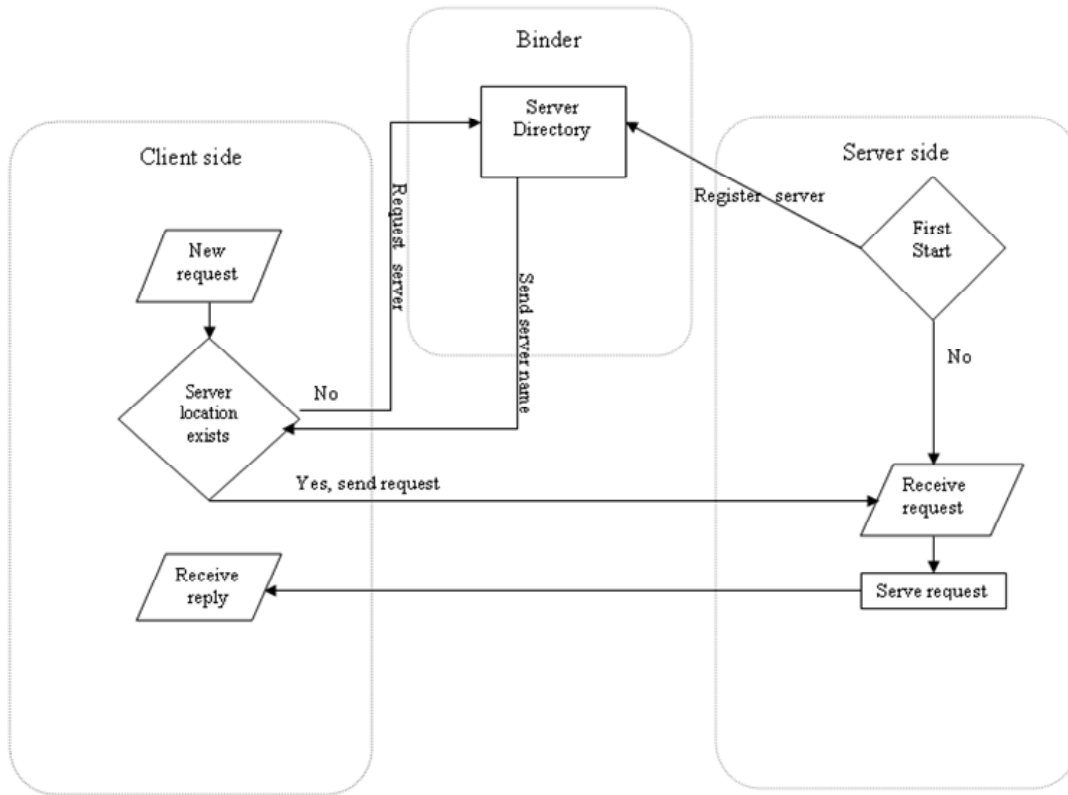 Binder
Server
Directory
Client side
Server side
Request server
Register server
First
Start
New
request
Send server name
No
No
Server
location
exists
Yes, send request
Receive
request
Receive
reply
Serve request